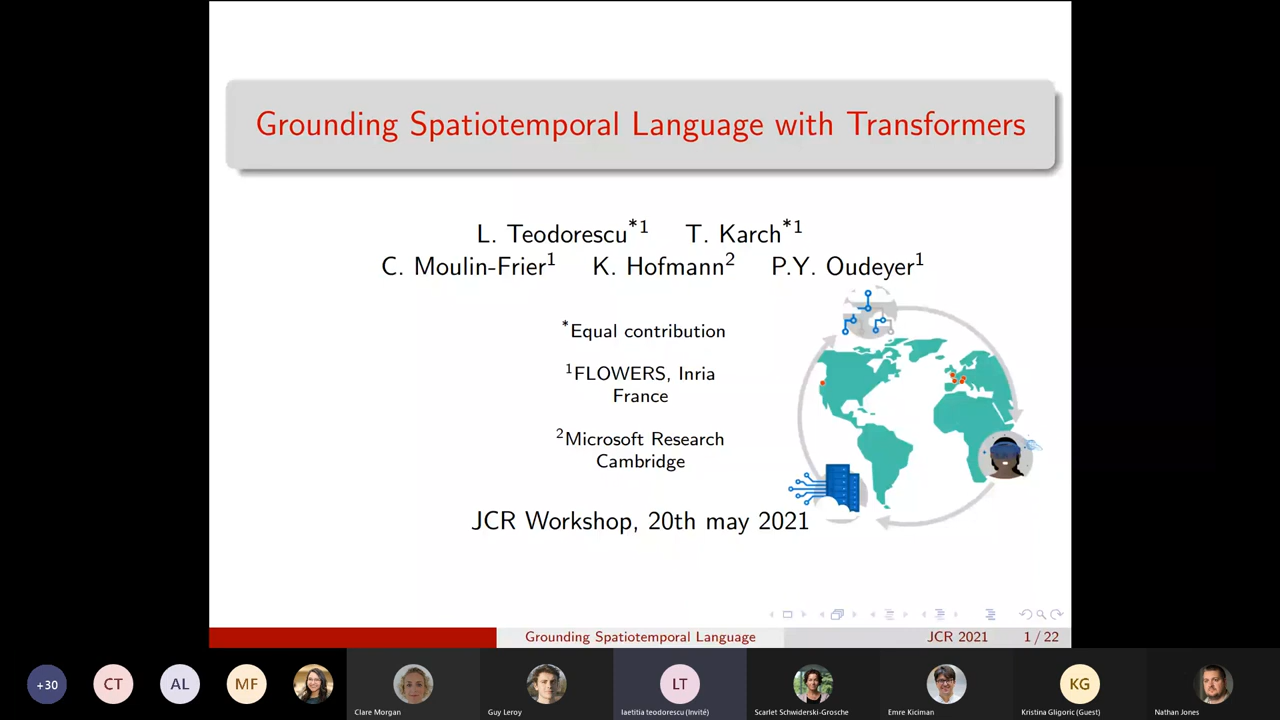 Grounding Spatiotemporal Language with Transformers
L. Teodorescu*1 T. Karch*1
C. Moulin-Frier1 K. Hofmann2 P.Y. Oudeyer1
*Equal contribution
1FLOWERS, Inria
France
2Microsoft Research
Cambridge
JCR Workshop, 20th may 2021
Grounding Spatiotemporal Language JCR 2021 1 / 22
+30 CT AL MF LT KG
Clare Morgan Guy Leroy laetitia teodorescu (Invité) Scarlet Schwiderski-Grosche Emre Kiciman Kristina Gligoric (Guest) Nathan Jones